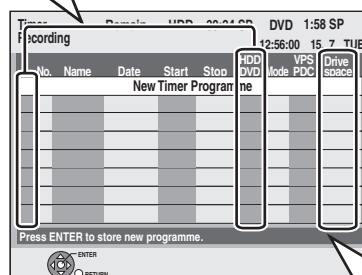 Timer Remain HDD 30:24 SP DVD 1:58 SP
Recording 12:56:00 15. 7. TUE
No. Name Date Start Stop HDD DVD Mode VPS PDC Drive space
New Timer Programme
Press ENTER to store new programme.
ENTER
RETURN